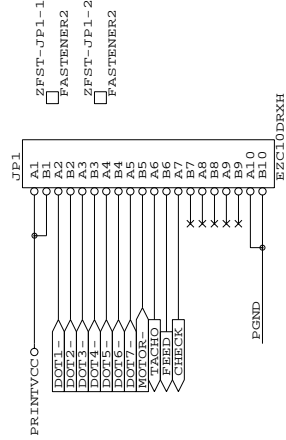 ZFST-JP1-1
FASTENER2
ZFST-JP1-2
FASTENER2
JP1
EZC10DRXH
A1
B1
A2
B2
A3
B3
A4
B4
A5
B5
A6
B6
A7
B7
A8
B8
A9
B9
A10
B10
PRINTVCC
DOT1-
DOT2-
DOT3-
DOT4-
DOT5-
DOT6-
DOT7-
MOTOR-
TACHO
FEED
CHECK
PGND